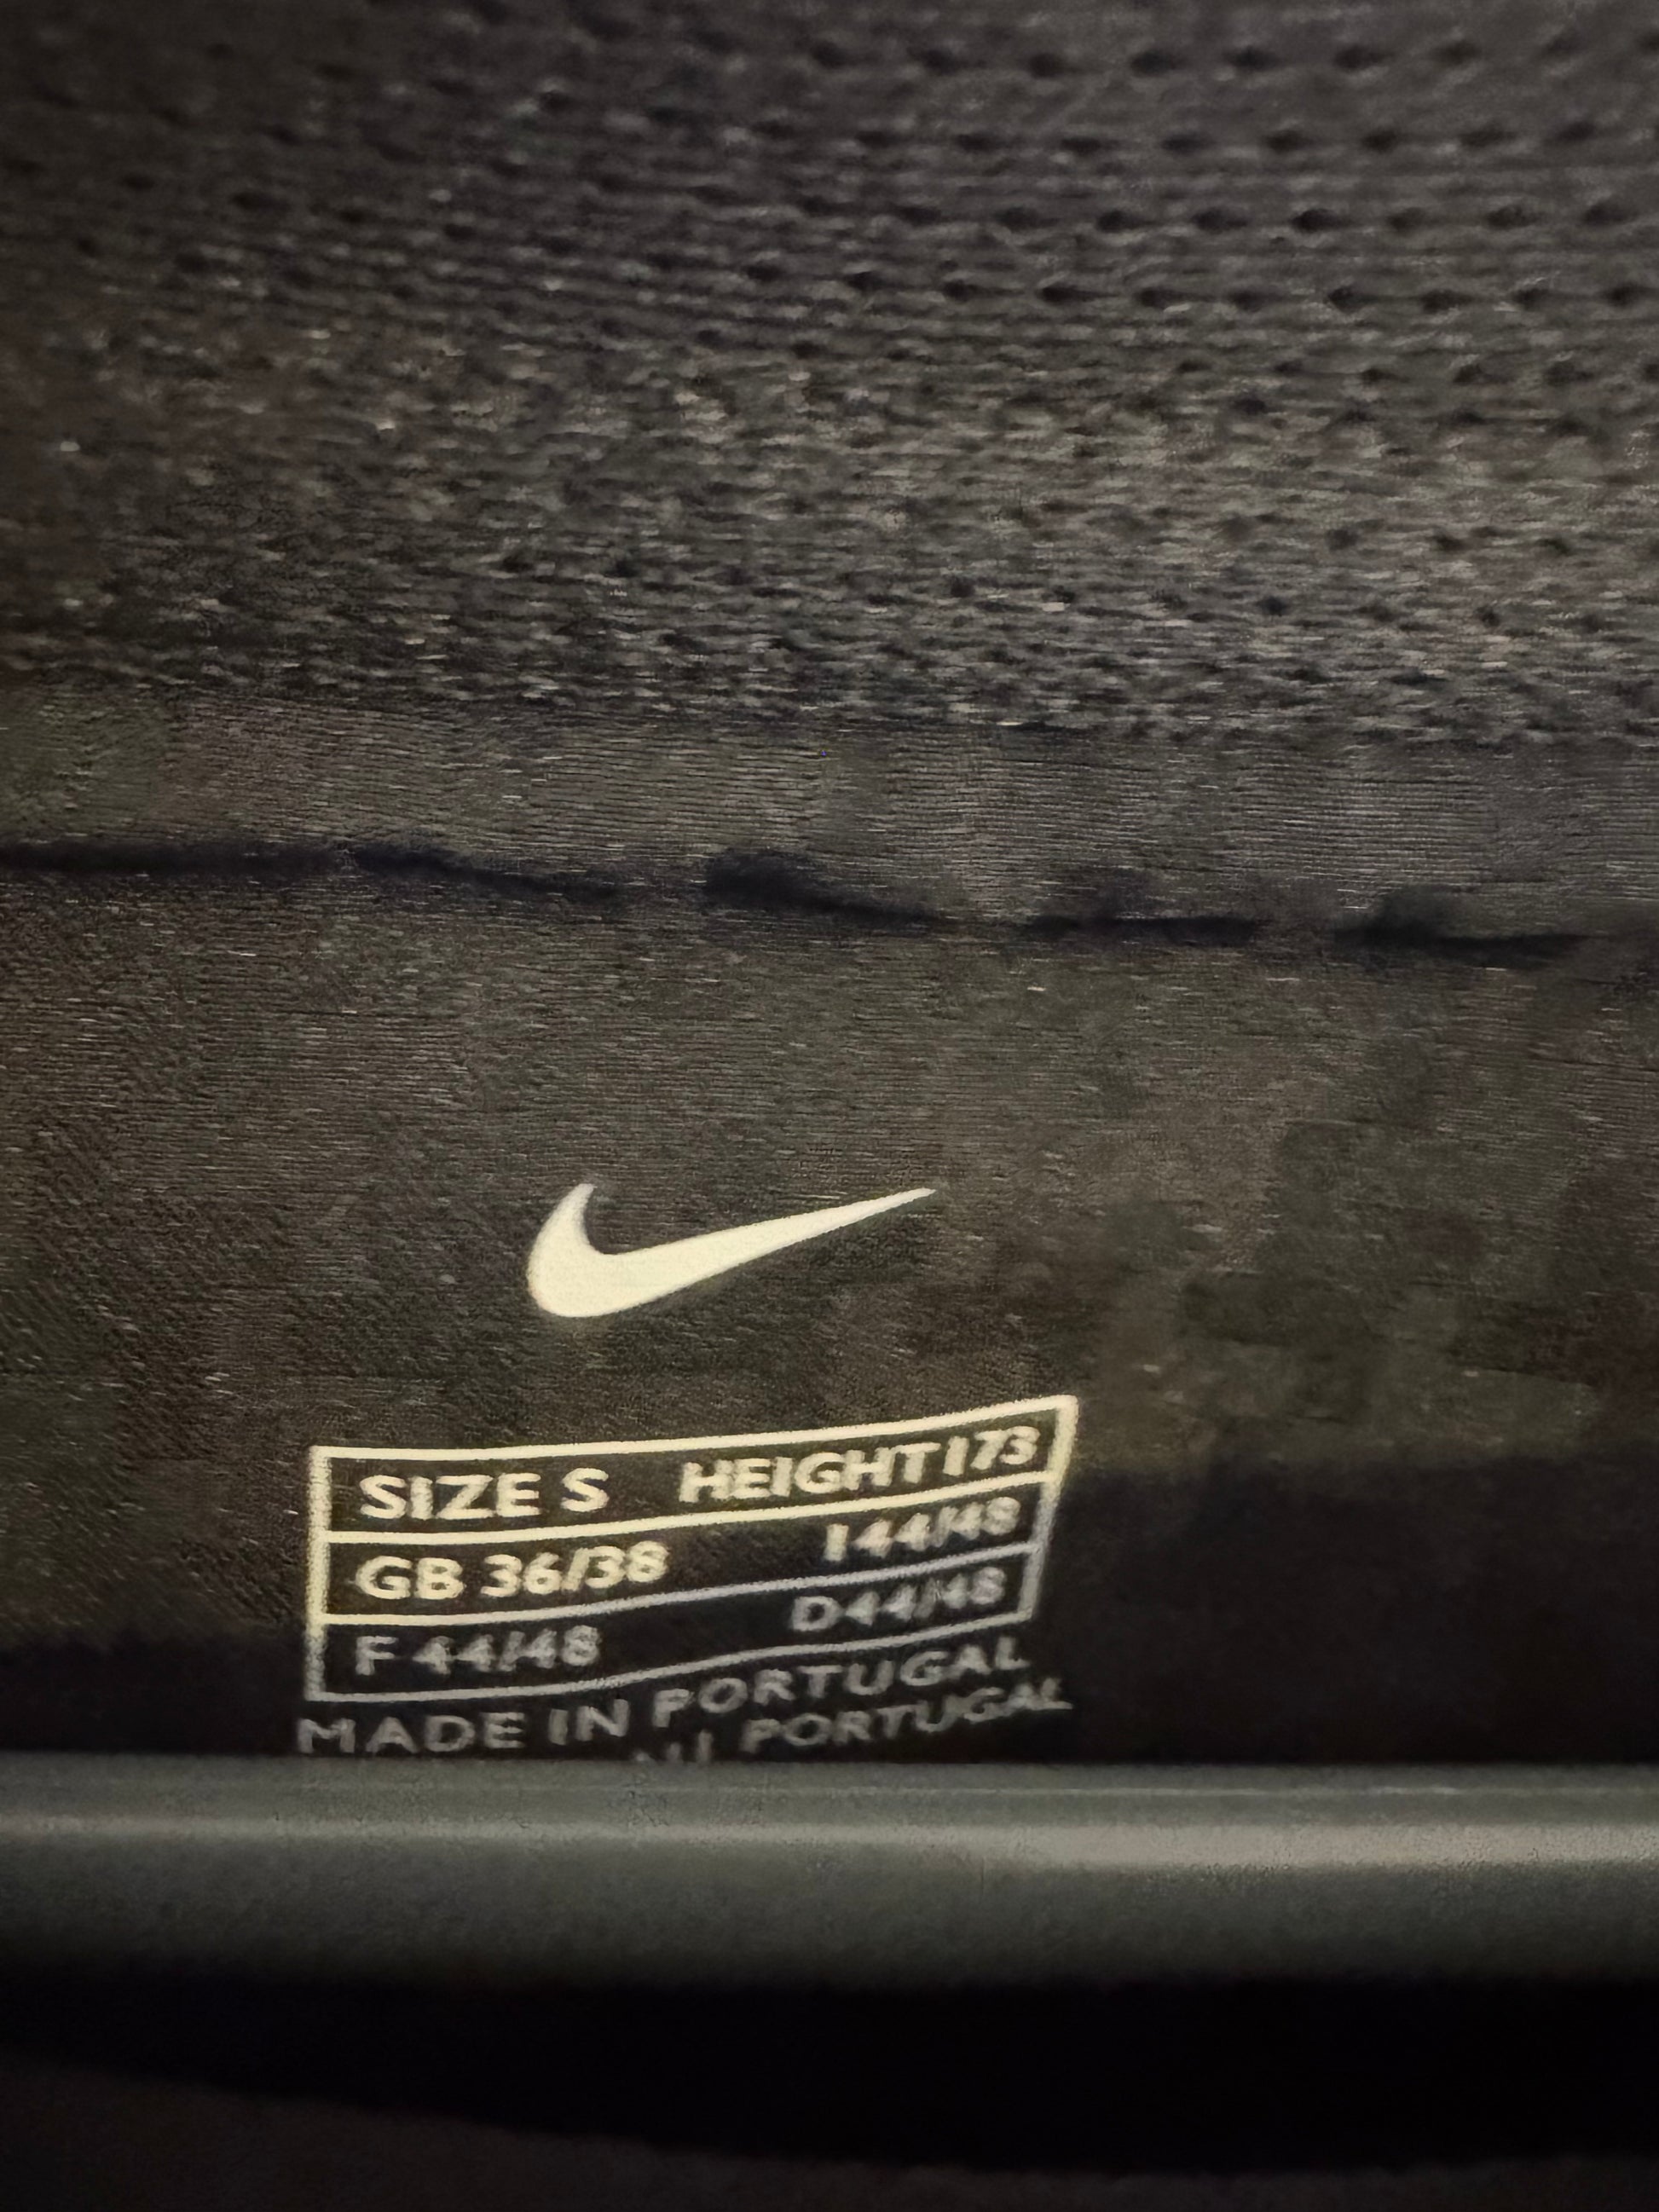 SIZE S HEIGHT 173
GB 36/38 I 44/48
F 44/48 D 44/48
MADE IN PORTUGAL
PORTUGAL